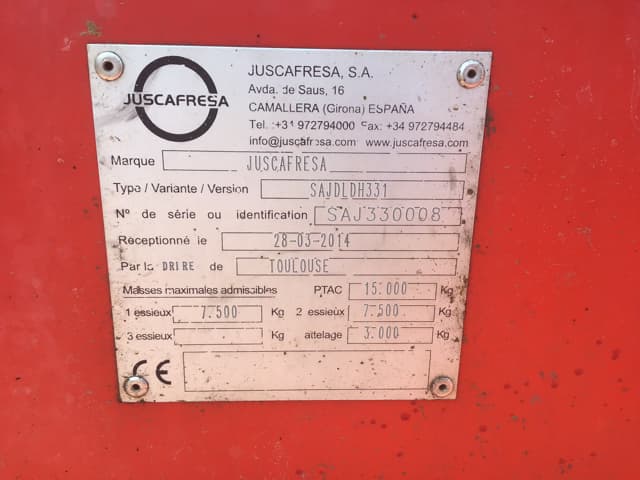 JUSCAFRESA
JUSCAFRESA, S.A.
Avda. de Saus, 16
CAMALLERA (Girona) ESPAÑA
Tel. :+34 972794000 Fax: +34 972794484
info@juscafresa.com www.juscafresa.com
Marque JUSCAFRESA
Type / Variante / Version SAJDLDH331
Nº de série ou identification SAJ330008
Réceptionné le 28-03-2014
Par la DRIRE de TOULOUSE
Masses maximales admissibles PTAC 15.000 Kg
1 essieux 7.500 Kg 2 essieux 7.500 Kg
3 essieux Kg attelage 3.000 Kg
CE